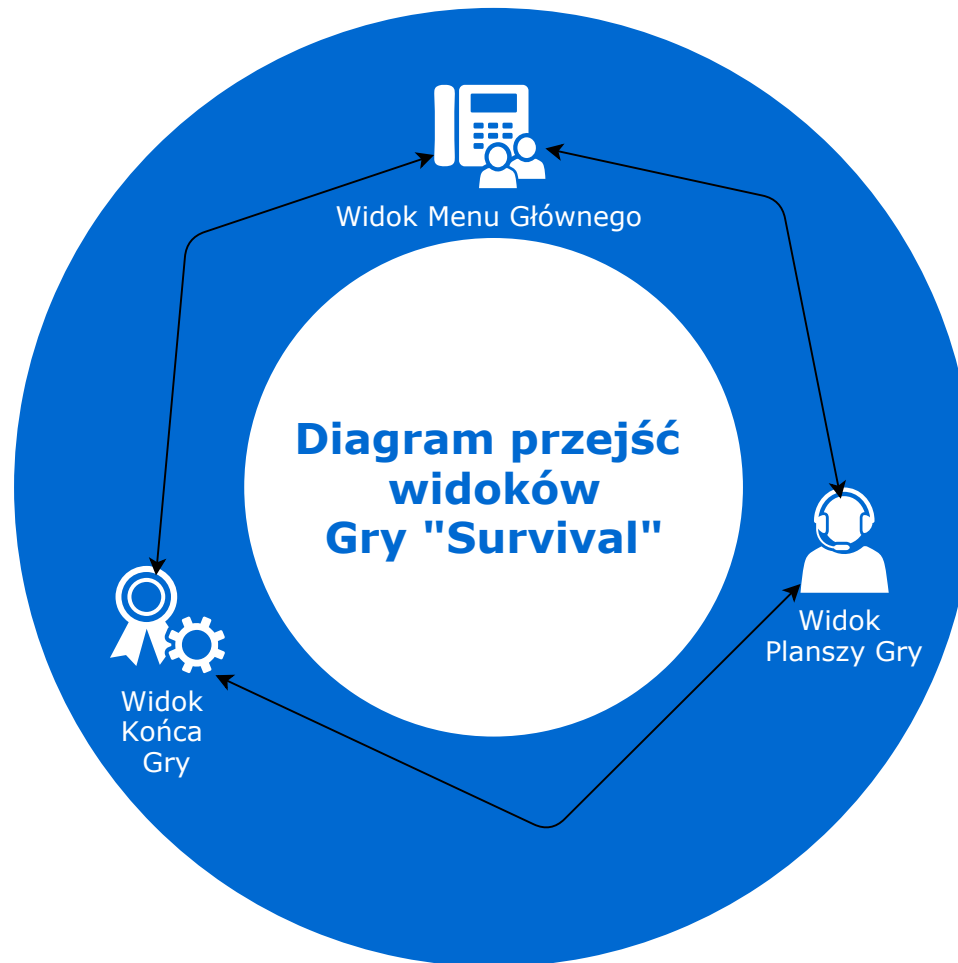 Widok Menu Głównego
Diagram przejść
widoków
Gry "Survival"
Widok
Planszy Gry
Widok
Końca
Gry